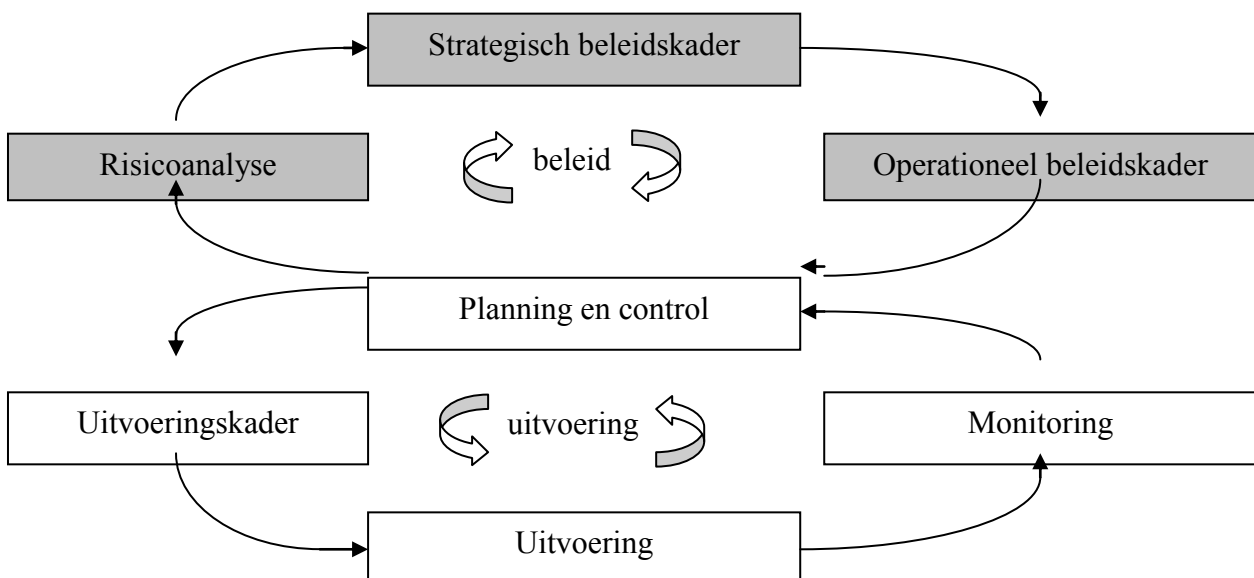 Strategisch beleidskader
Risicoanalyse
beleid
Operationeel beleidskader
Planning en control
Uitvoeringskader
uitvoering
Monitoring
Uitvoering